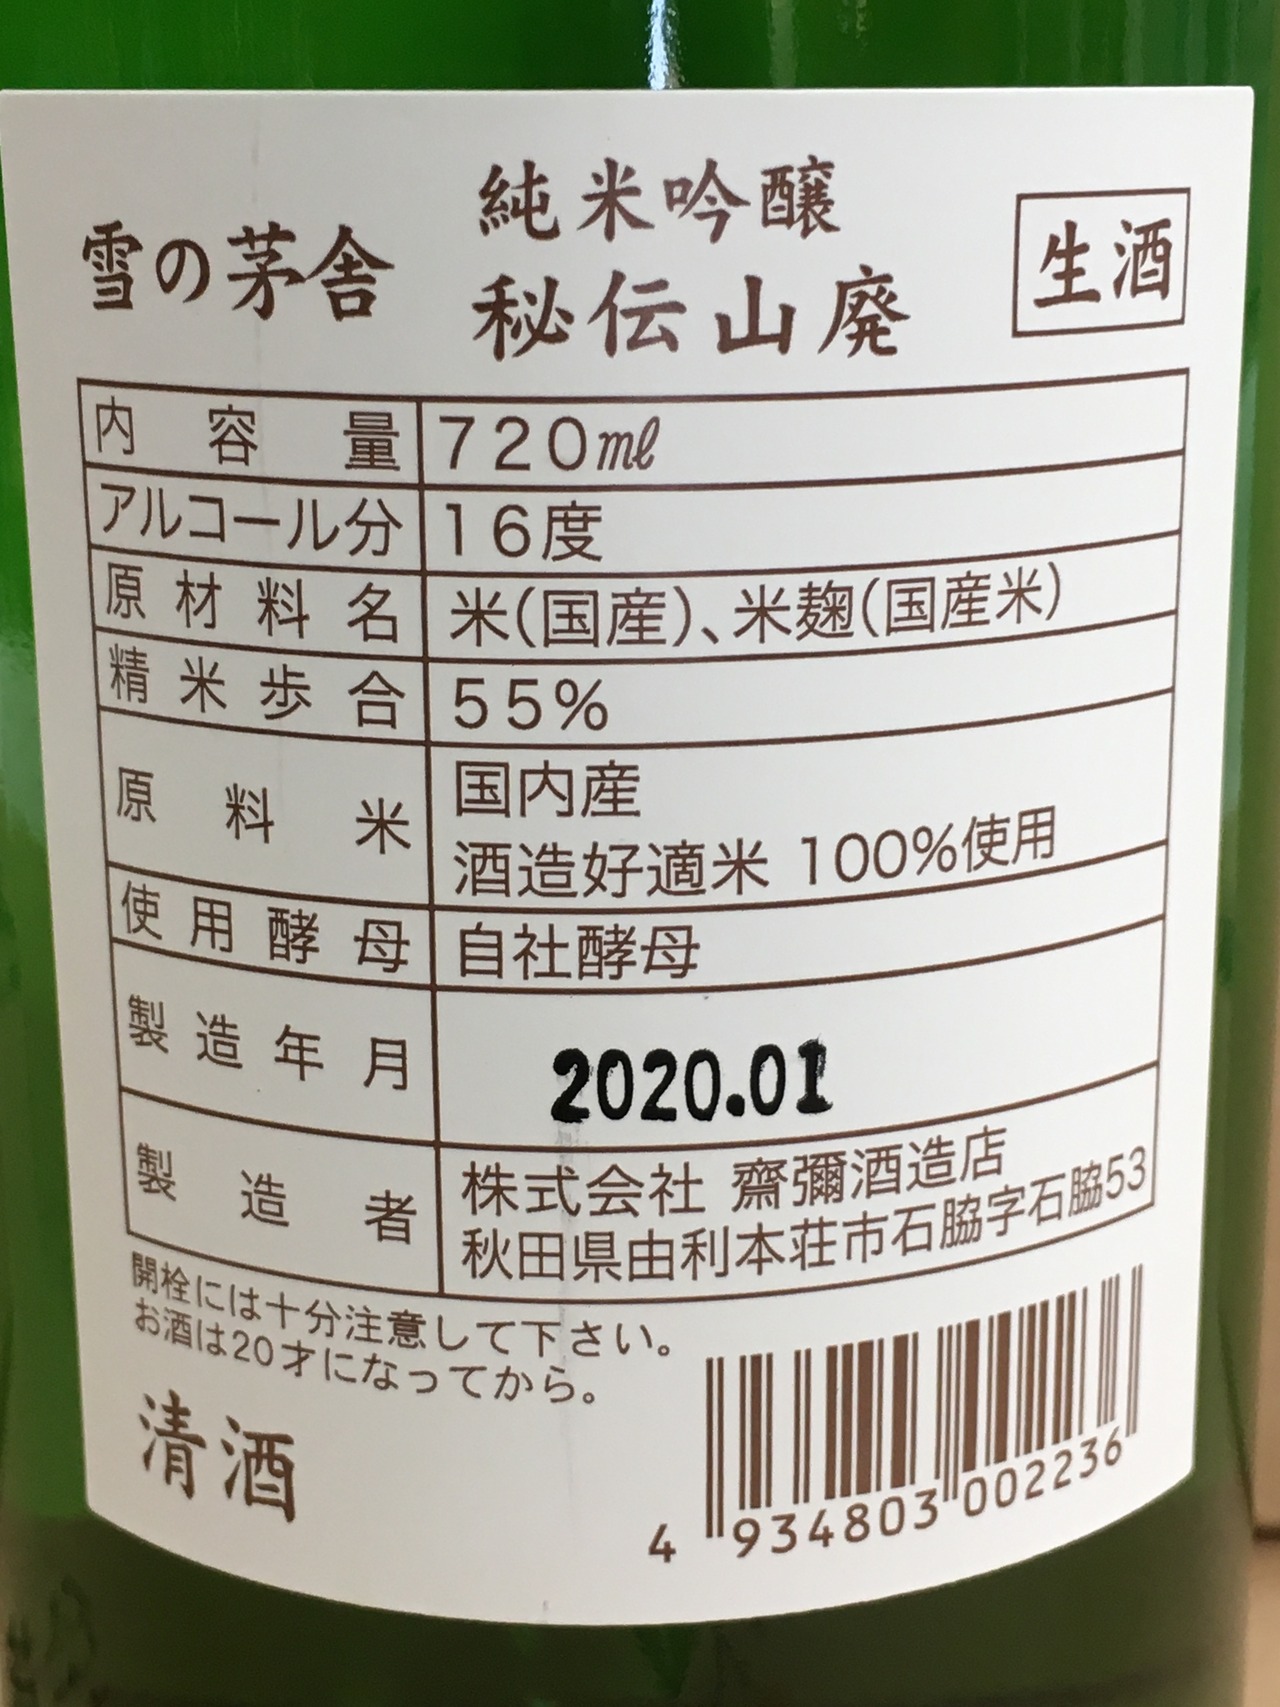 雪の茅舎
純米吟醸
秘伝山廃
生酒
内容量 720㎖
アルコール分 16度
原材料名 米(国産)、米麹(国産米)
精米歩合 55%
原料米 国内産
酒造好適米 100%使用
使用酵母 自社酵母
製造年月 2020.01
製造者 株式会社 齋彌酒造店
秋田県由利本荘市石脇字石脇53
開栓には十分注意して下さい。
お酒は20才になってから。
清酒
4 934803 002236